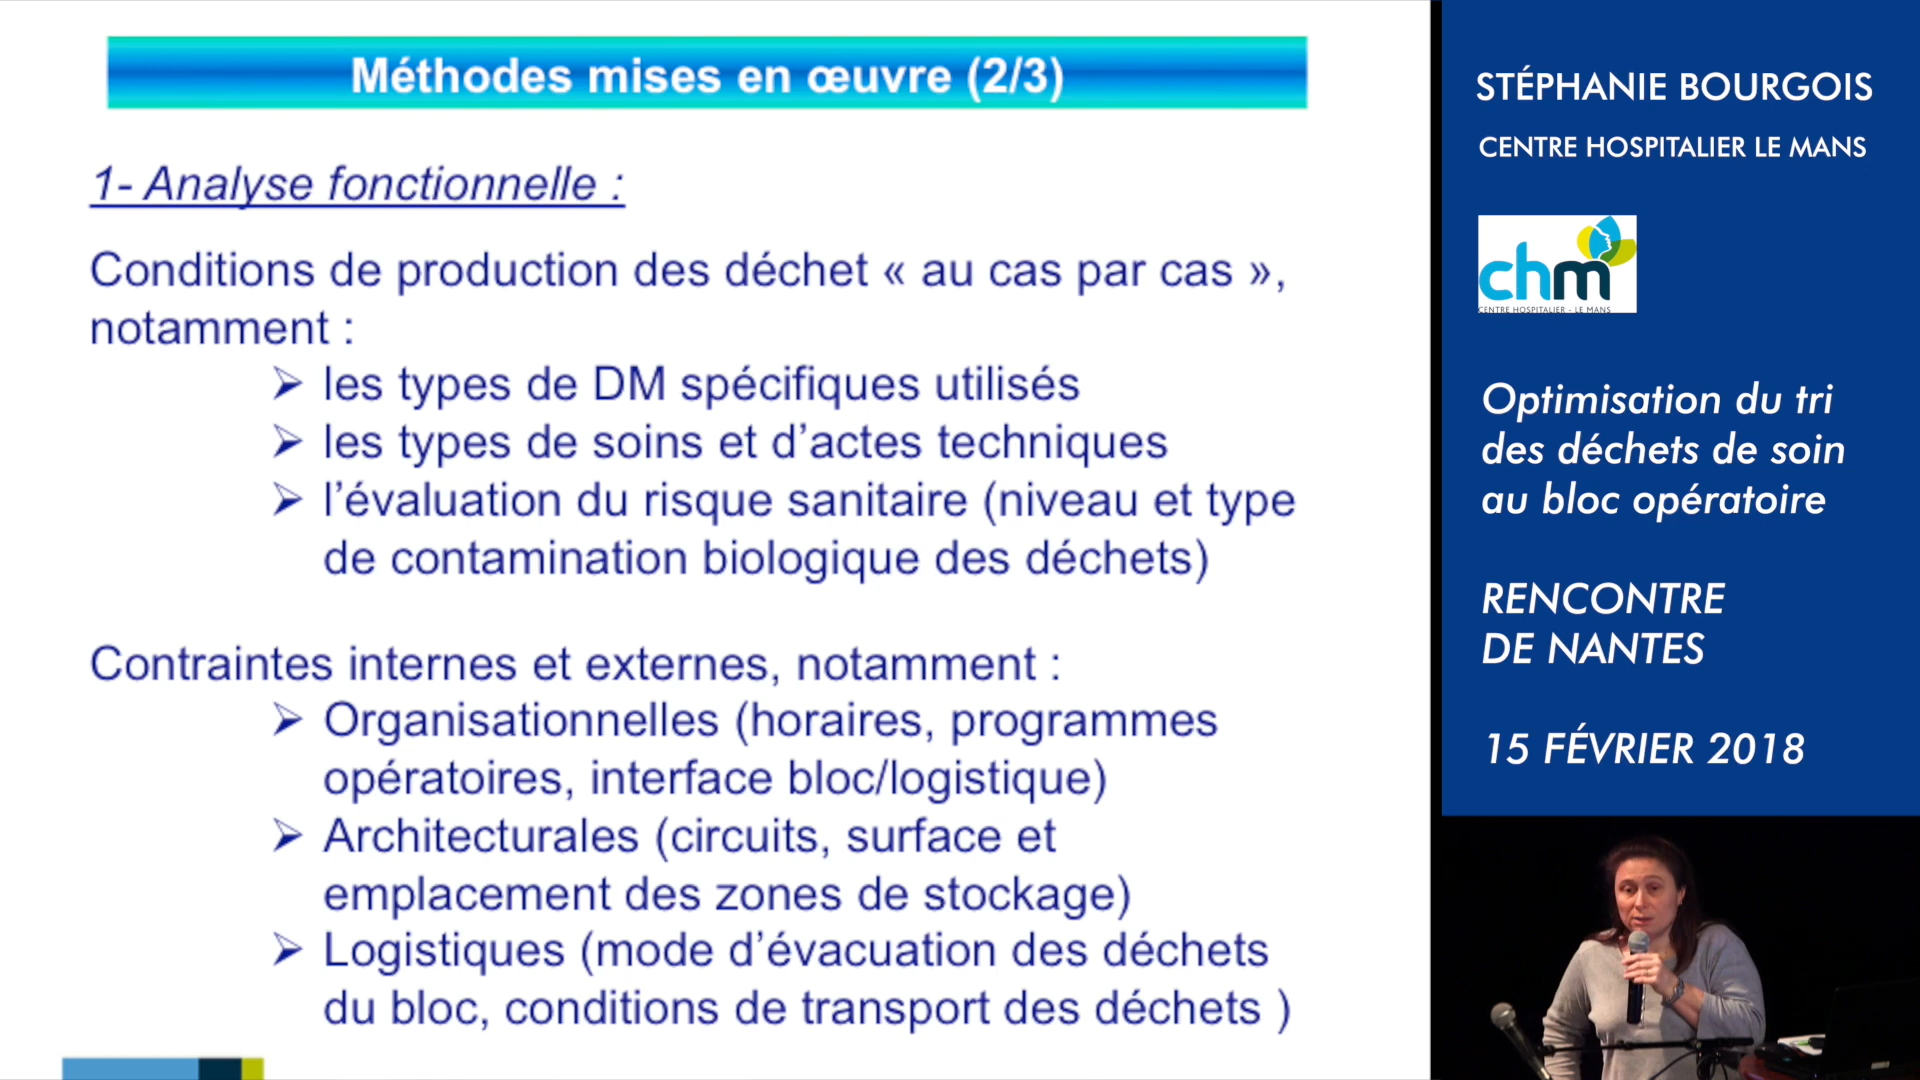 Méthodes mises en œuvre (2/3)
1- Analyse fonctionnelle :
Conditions de production des déchet « au cas par cas »,
notamment :
➢ les types de DM spécifiques utilisés
➢ les types de soins et d’actes techniques
➢ l’évaluation du risque sanitaire (niveau et type
de contamination biologique des déchets)
Contraintes internes et externes, notamment :
➢ Organisationnelles (horaires, programmes
opératoires, interface bloc/logistique)
➢ Architecturales (circuits, surface et
emplacement des zones de stockage)
➢ Logistiques (mode d’évacuation des déchets
du bloc, conditions de transport des déchets )
STÉPHANIE BOURGOIS
CENTRE HOSPITALIER LE MANS
chm
CENTRE HOSPITALIER - LE MANS
Optimisation du tri
des déchets de soin
au bloc opératoire
RENCONTRE
DE NANTES
15 FÉVRIER 2018